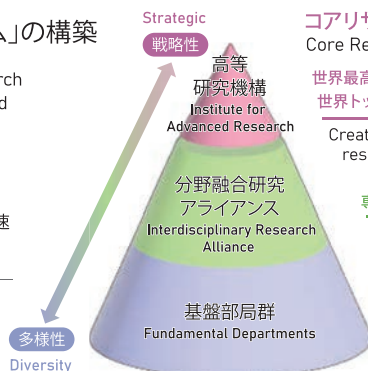 ム」の構築
rch
d
速
Strategic
戦略性
多様性
Diversity
高等
研究機構
Institute for
Advanced Research
分野融合研究
アライアンス
Interdisciplinary Research
Alliance
基盤部局群
Fundamental Departments
コアリサ
Core Re
世界最高
世界トッ
Creat
res